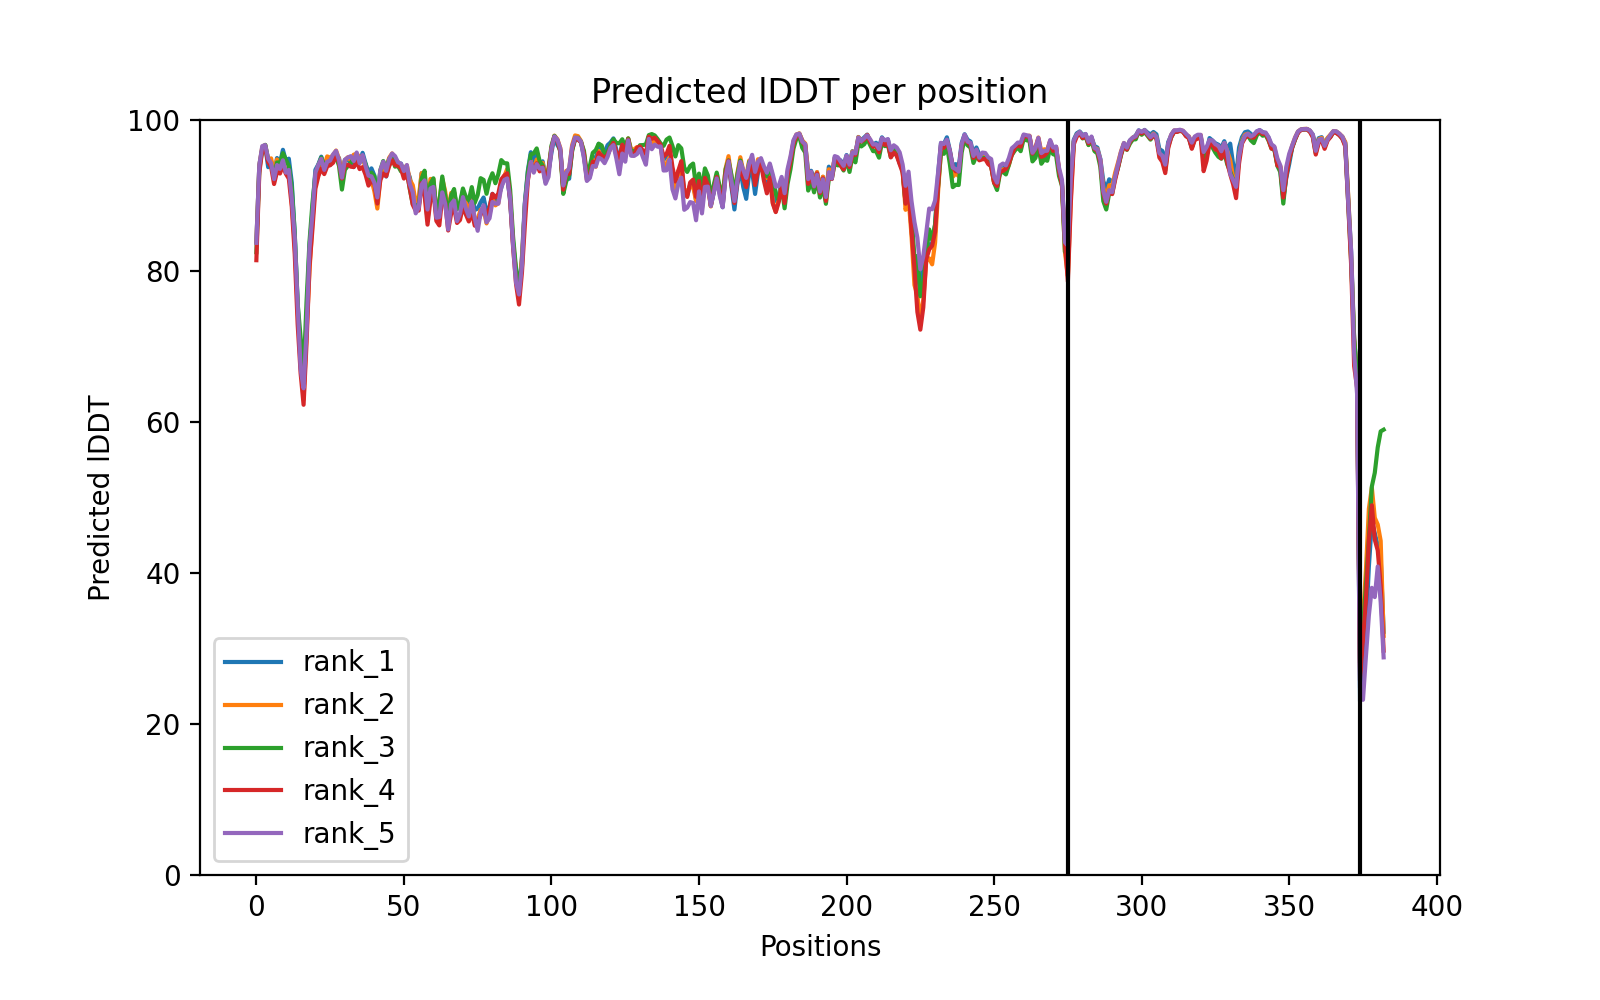 Predicted lDDT per position
100
80
60
40
20
0
Predicted lDDT
rank_1
rank_2
rank_3
rank_4
rank_5
0 50 100 150 200 250 300 350 400
Positions